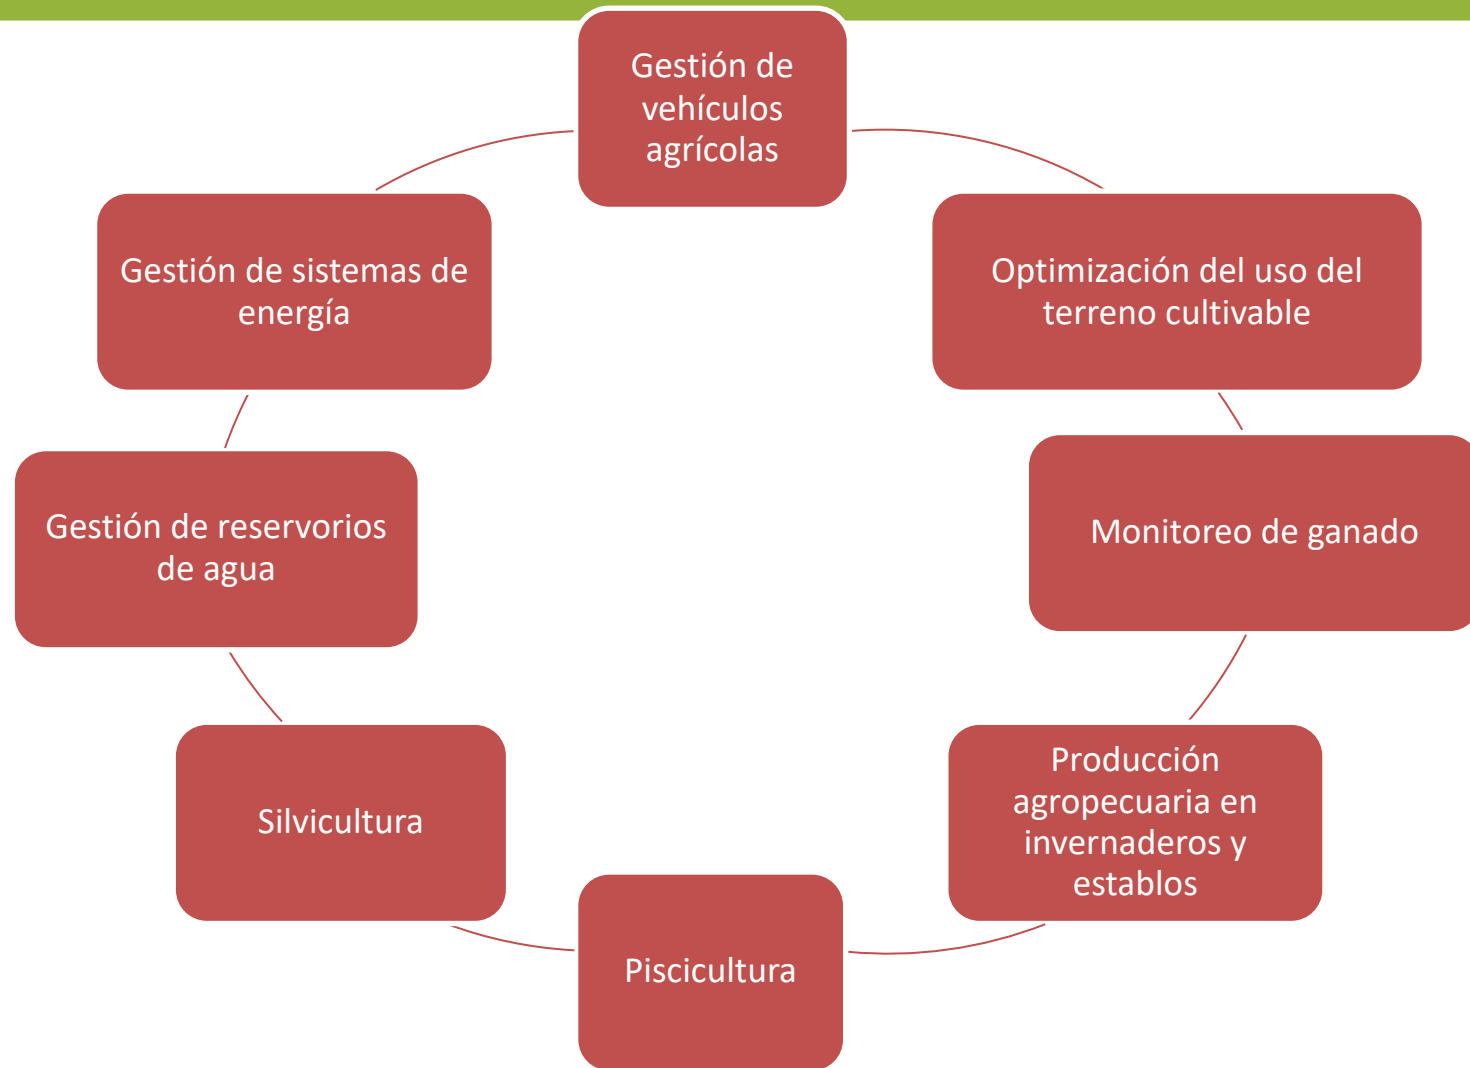 Gestión de
vehículos
agrícolas
Optimización del uso del
terreno cultivable
Monitoreo de ganado
Producción
agropecuaria en
invernaderos y
establos
Piscicultura
Silvicultura
Gestión de reservorios
de agua
Gestión de sistemas de
energía